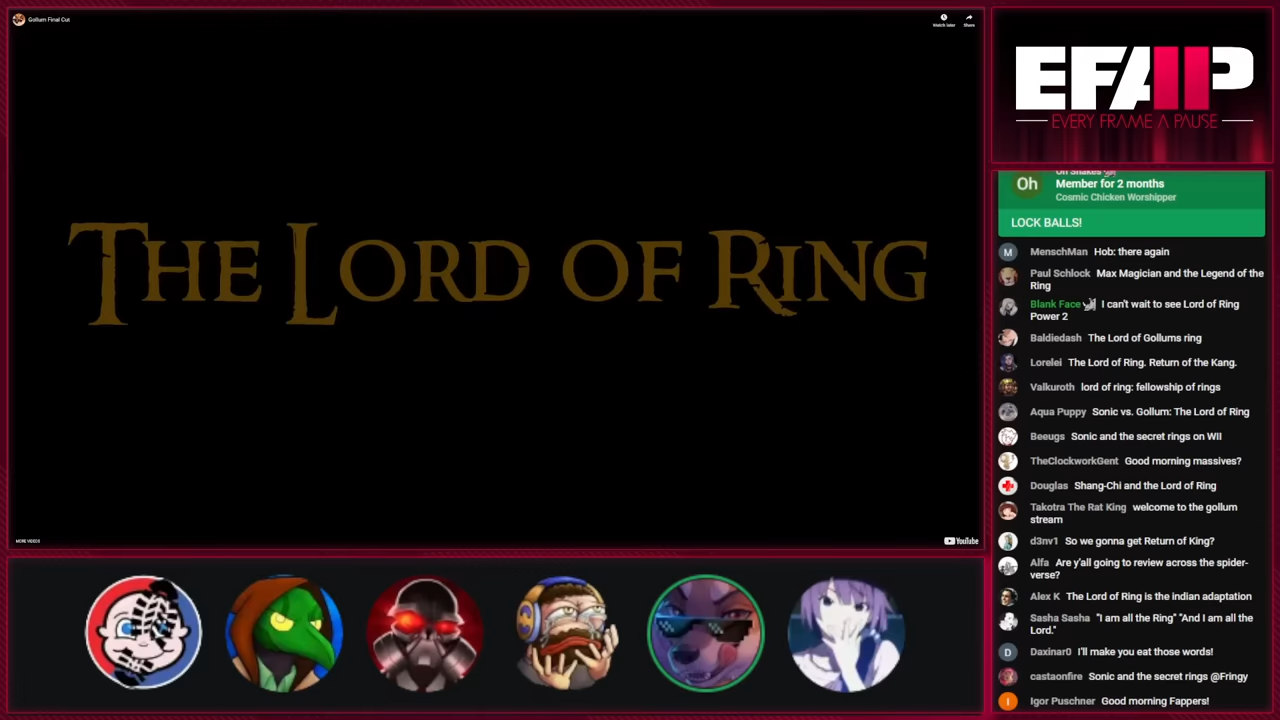 Gollum Final Cut
Watch later
Share
THE LORD OF RING
MORE VIDEOS
YouTube
EFAP
EVERY FRAME A PAUSE
Oh Snakes
Oh
Member for 2 months
Cosmic Chicken Worshipper
LOCK BALLS!
M
MenschMan Hob: there again
Paul Schlock Max Magician and the Legend of the
Ring
Blank Face I can't wait to see Lord of Ring
Power 2
Baldiedash The Lord of Gollums ring
Lorelei The Lord of Ring. Return of the Kang.
Valkuroth lord of ring: fellowship of rings
Aqua Puppy Sonic vs. Gollum: The Lord of Ring
Beeugs Sonic and the secret rings on WII
TheClockworkGent Good morning massives?
Douglas Shang-Chi and the Lord of Ring
Takotra The Rat King welcome to the gollum
stream
d3nv1 So we gonna get Return of King?
Alfa Are y'all going to review across the spider-
verse?
Alex K The Lord of Ring is the indian adaptation
Sasha Sasha "I am all the Ring" "And I am all the
Lord."
D
Daxinar0 I'll make you eat those words!
castaonfire Sonic and the secret rings @Fringy
I
Igor Puschner Good morning Fappers!